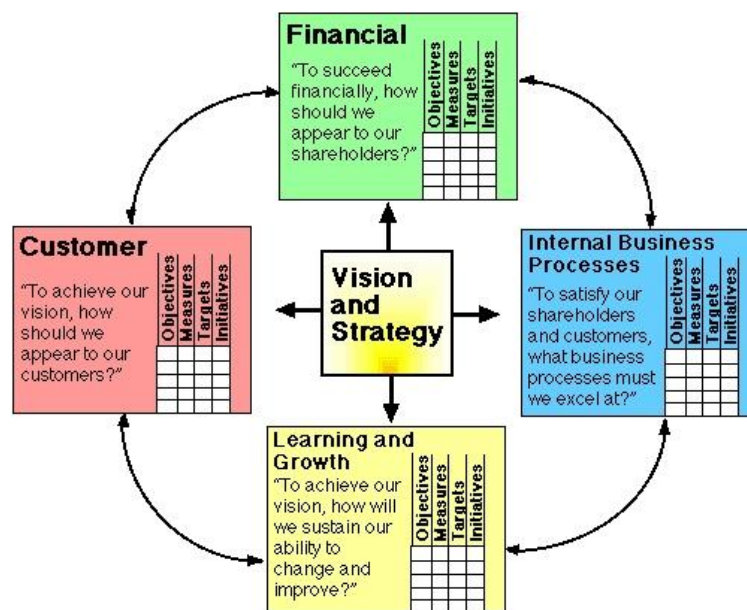 Financial
“To succeed
financially, how
should we
appear to our
shareholders?”
Objectives
Measures
Targets
Initiatives
Customer
“To achieve our
vision, how
should we
appear to our
customers?”
Objectives
Measures
Targets
Initiatives
Vision
and
Strategy
Internal Business
Processes
“To satisfy our
shareholders
and customers,
what business
processes must
we excel at?”
Objectives
Measures
Targets
Initiatives
Learning and
Growth
“To achieve our
vision, how will
we sustain our
ability to
change and
improve?”
Objectives
Measures
Targets
Initiatives